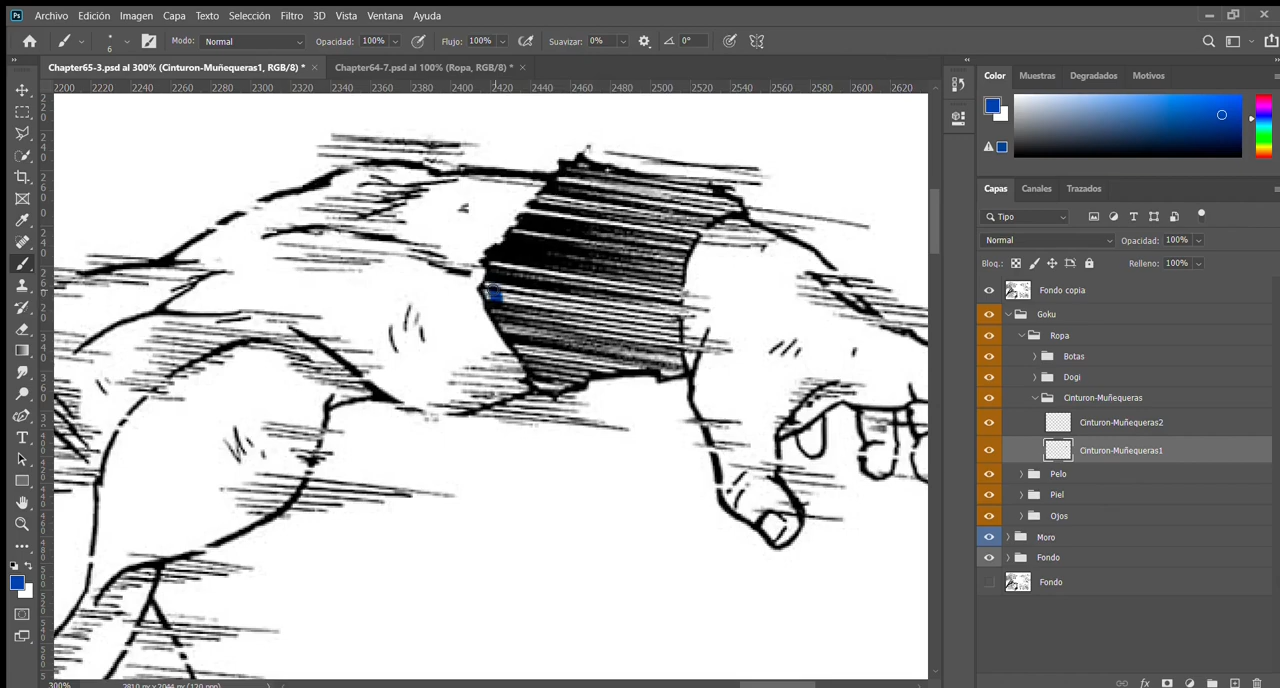 Ps Archivo Edición Imagen Capa Texto Selección Filtro 3D Vista Ventana Ayuda
6 Modo: Normal Opacidad: 100% Flujo: 100% Suavizar: 0% 0°
Chapter65-3.psd al 300% (Cinturon-Muñequeras1, RGB/8) * × Chapter64-7.psd al 100% (Ropa, RGB/8) * ×
2200 2220 2240 2260 2280 2300 2320 2340 2360 2380 2400 2420 2440 2460 2480 2500 2520 2540 2560 2580 2600 2620
Color Muestras Degradados Motivos
Capas Canales Trazados
Tipo
Normal Opacidad: 100%
Bloq.: Relleno: 100%
Fondo copia
Goku
Ropa
Botas
Dogi
Cinturon-Muñequeras
Cinturon-Muñequeras2
Cinturon-Muñequeras1
Pelo
Piel
Ojos
Moro
Fondo
Fondo
fx
300%